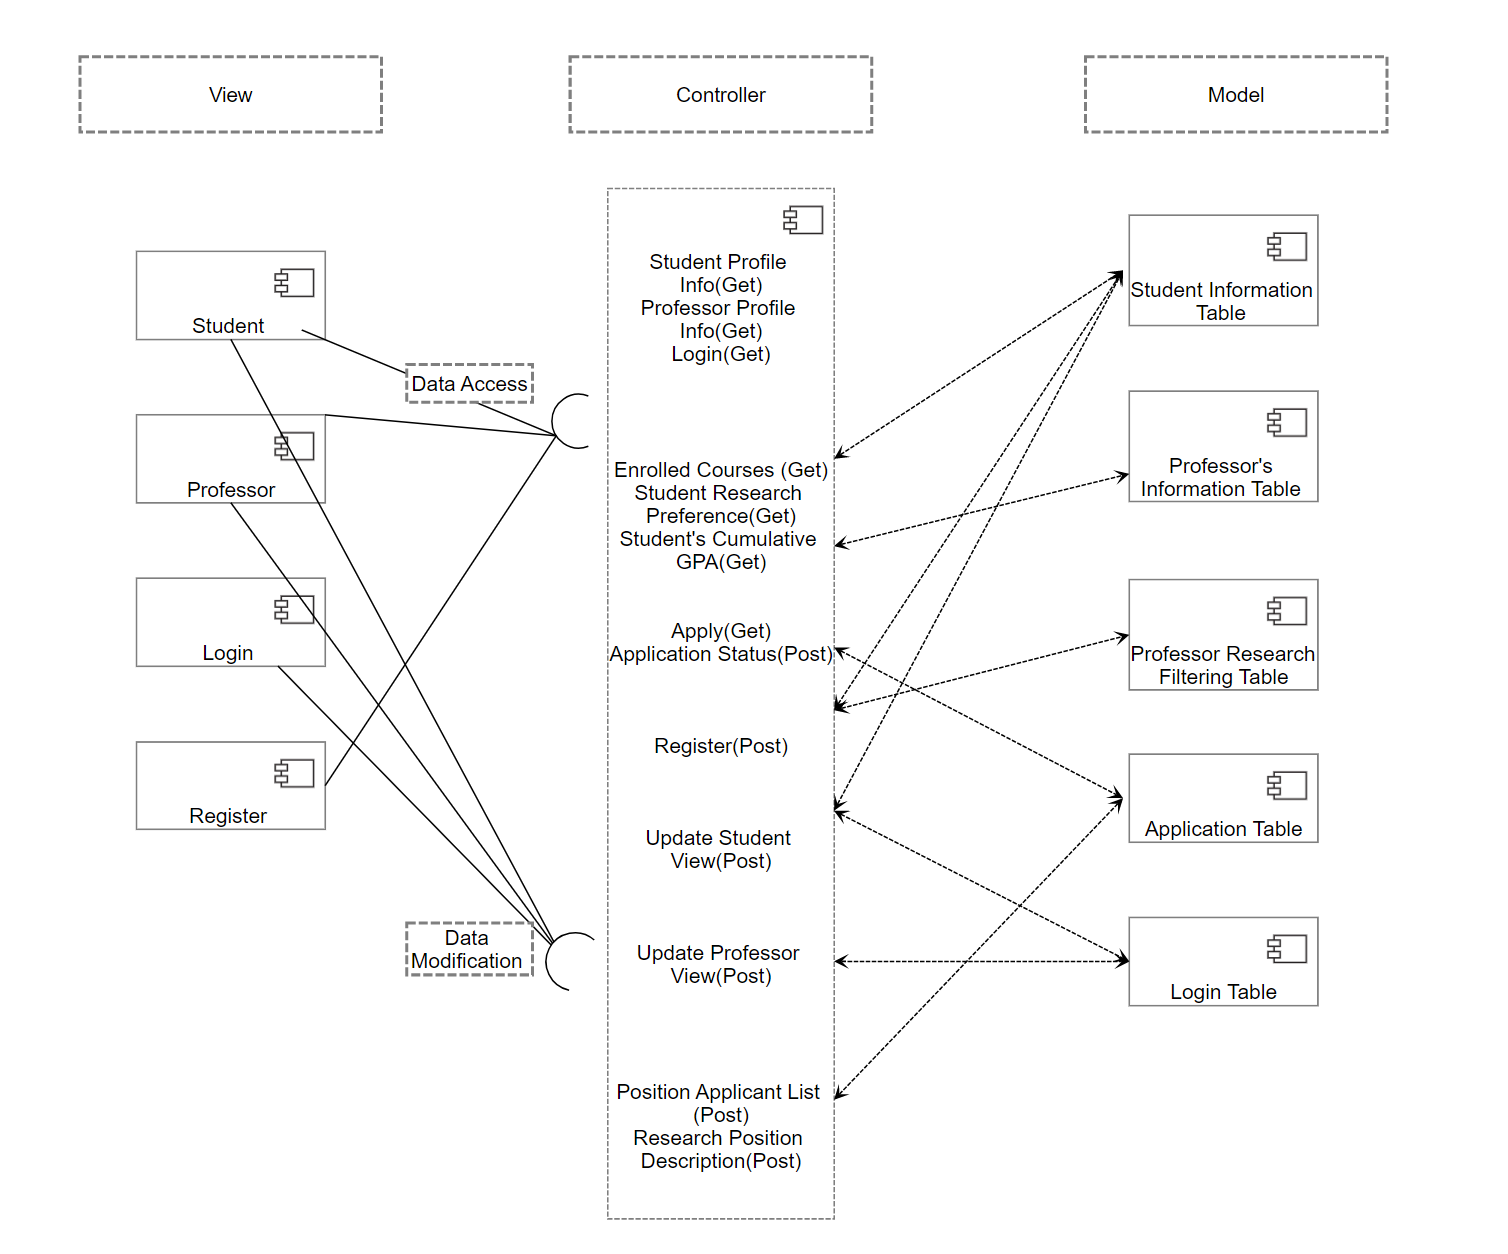 View
Controller
Model
Student
Professor
Login
Register
Data Access
Data
Modification
Student Profile
Info(Get)
Professor Profile
Info(Get)
Login(Get)
Enrolled Courses (Get)
Student Research
Preference(Get)
Student's Cumulative
GPA(Get)
Apply(Get)
Application Status(Post)
Register(Post)
Update Student
View(Post)
Update Professor
View(Post)
Position Applicant List
(Post)
Research Position
Description(Post)
Student Information
Table
Professor's
Information Table
Professor Research
Filtering Table
Application Table
Login Table